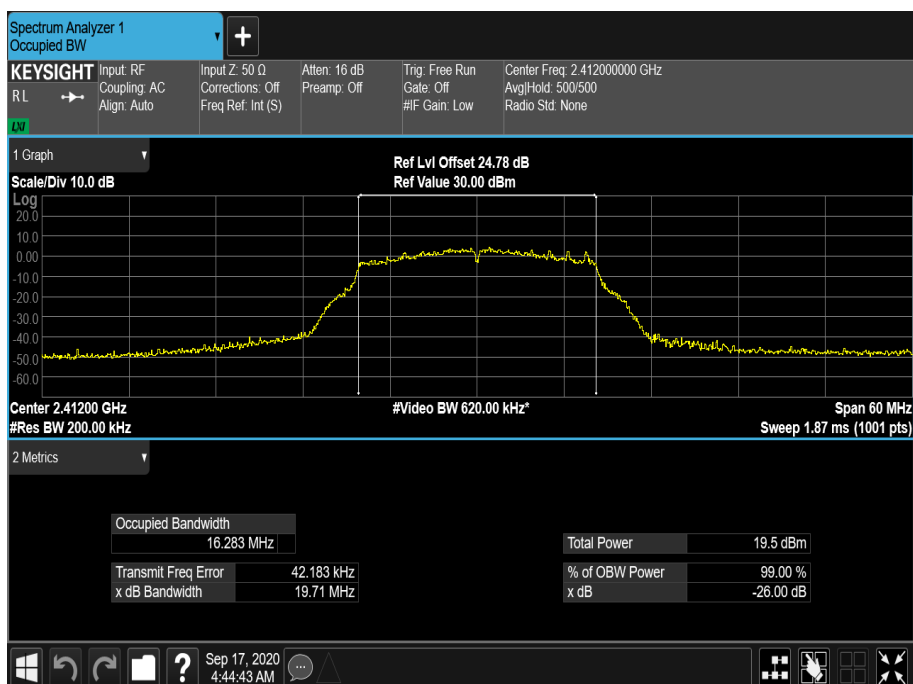 Spectrum Analyzer 1
Occupied BW
KEYSIGHT
RL
LXI
Input: RF
Coupling: AC
Align: Auto
Input Z: 50 Ω
Corrections: Off
Freq Ref: Int (S)
Atten: 16 dB
Preamp: Off
Trig: Free Run
Gate: Off
#IF Gain: Low
Center Freq: 2.412000000 GHz
Avg|Hold: 500/500
Radio Std: None
1 Graph
Scale/Div 10.0 dB
Ref Lvl Offset 24.78 dB
Ref Value 30.00 dBm
Log
20.0
10.0
0.00
-10.0
-20.0
-30.0
-40.0
-50.0
-60.0
Center 2.41200 GHz
#Res BW 200.00 kHz
#Video BW 620.00 kHz*
Span 60 MHz
Sweep 1.87 ms (1001 pts)
2 Metrics
Occupied Bandwidth
16.283 MHz
Transmit Freq Error 42.183 kHz
x dB Bandwidth 19.71 MHz
Total Power 19.5 dBm
% of OBW Power 99.00 %
x dB -26.00 dB
?
Sep 17, 2020
4:44:43 AM